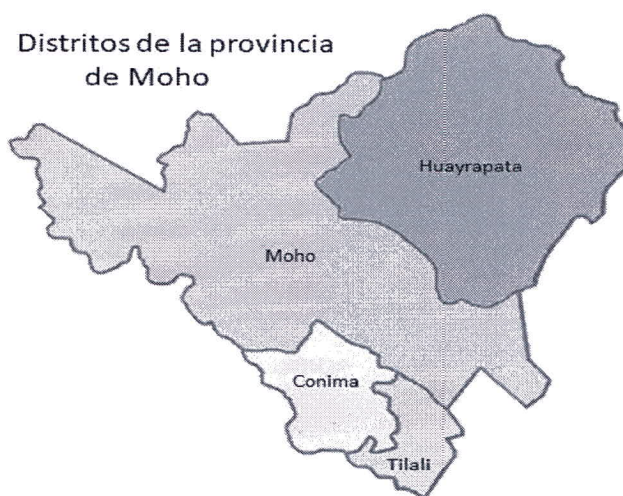 Distritos de la provincia
de Moho
Huayrapata
Moho
Conima
Tilali